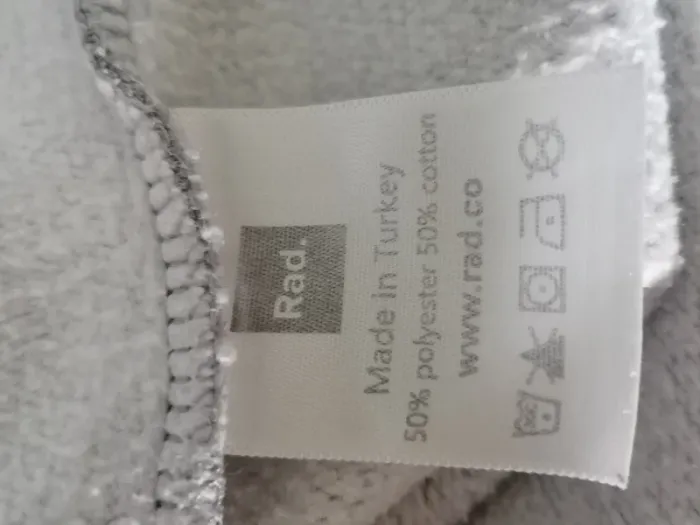 Rad.
Made in Turkey
50% polyester 50% cotton
www.rad.co